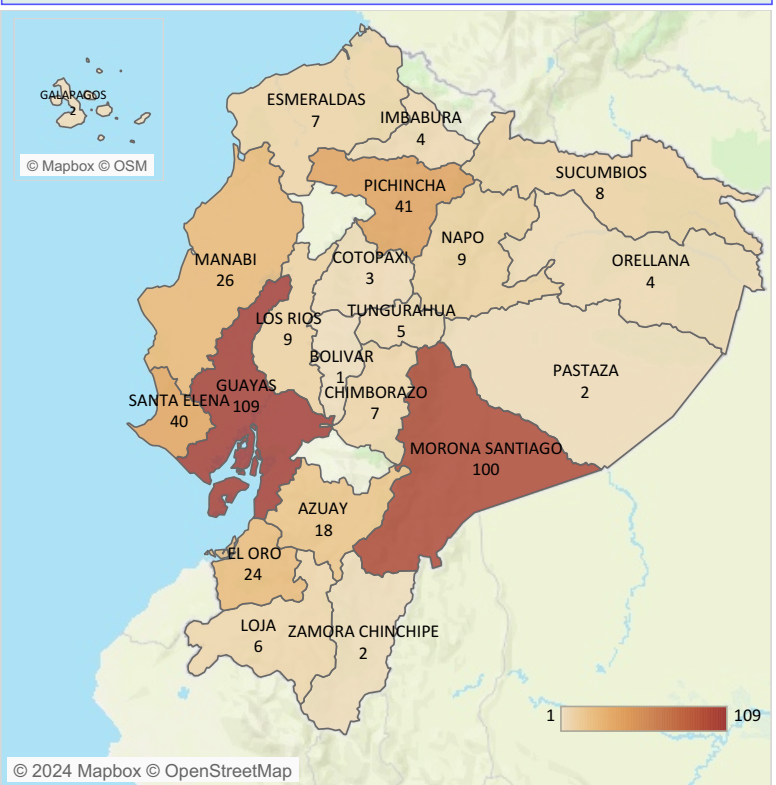 GALAPAGOS
2
© Mapbox © OSM
ESMERALDAS
7
IMBABURA
4
SUCUMBIOS
8
PICHINCHA
41
NAPO
9
COTOPAXI
3
ORELLANA
4
MANABI
26
TUNGURAHUA
5
LOS RIOS
9
BOLIVAR
1
PASTAZA
2
GUAYAS
109
CHIMBORAZO
7
SANTA ELENA
40
MORONA SANTIAGO
100
AZUAY
18
EL ORO
24
LOJA
6
ZAMORA CHINCHIPE
2
1 109
© 2024 Mapbox © OpenStreetMap